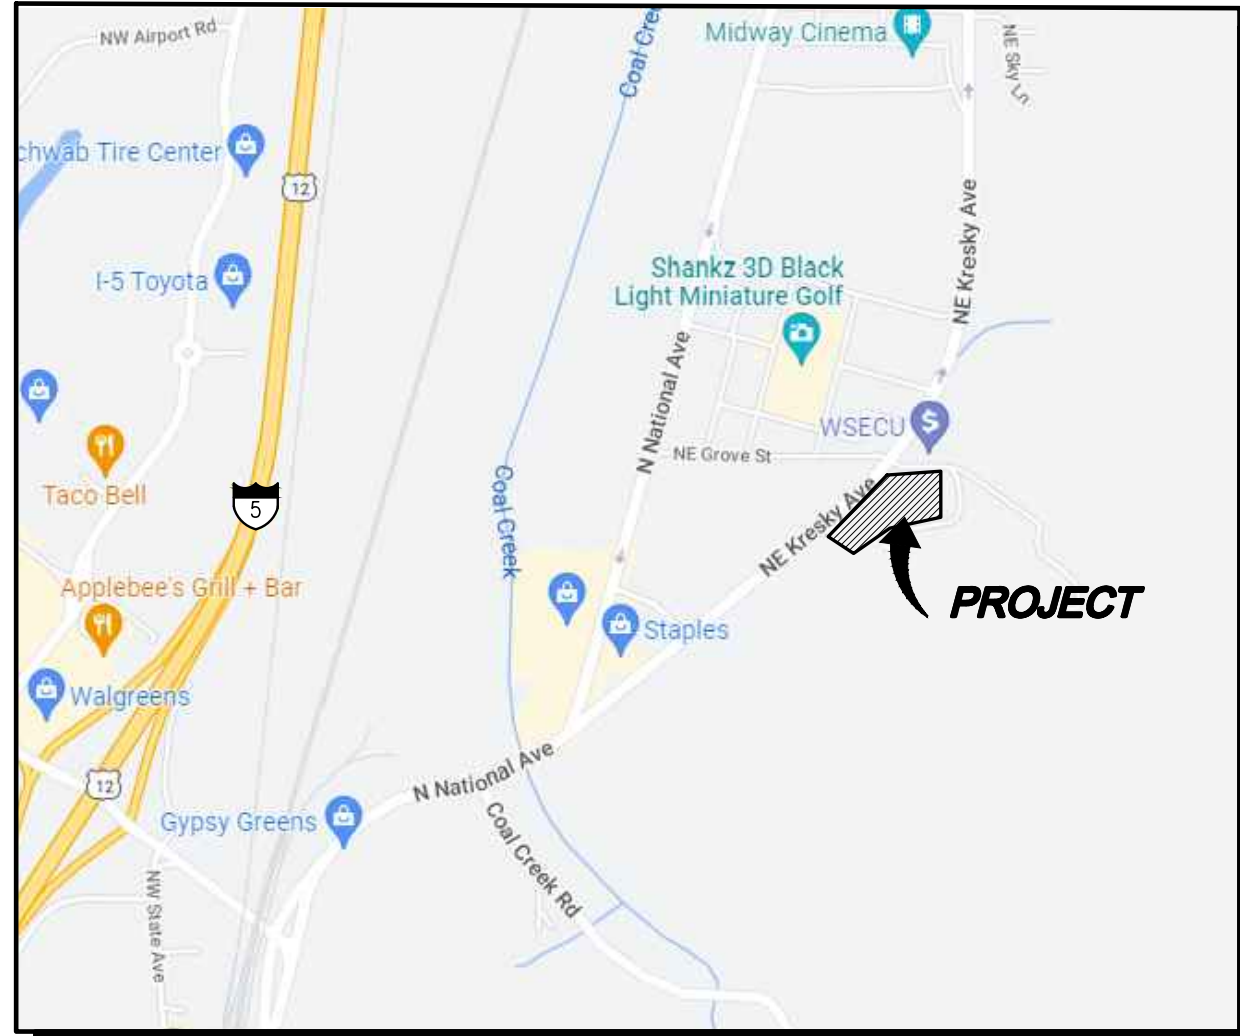 NW Airport Rd
Coal Cree
Midway Cinema
NE Sky Ln
chwab Tire Center
12
NE Kresky Ave
I-5 Toyota
Shankz 3D Black
Light Miniature Golf
N National Ave
WSECU
$
NE Grove St
Taco Bell
5
Coal Creek
NE Kresky Ave
Applebee's Grill + Bar
PROJECT
Staples
Walgreens
12
N National Ave
Gypsy Greens
Coal Creek Rd
NW State Ave